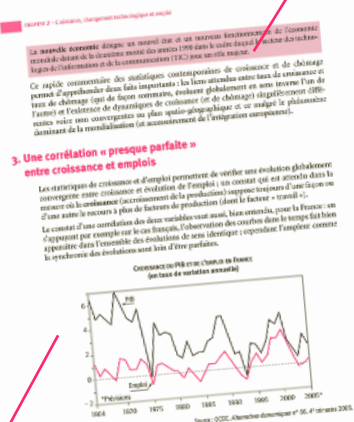 CHAPITRE 2 – Croissance, changement technologique et emploi
La nouvelle économie désigne un nouvel état et un nouveau fonctionnement de l'économie
mondiale datant de la deuxième moitié des années 1990 dans le cadre duquel le secteur des techno-
logies de l'information et de la communication (TIC) joue un rôle majeur.
Ce rapide commentaire des statistiques contemporaines de croissance et de chômage
permet d'appréhender deux faits importants : les liens attendus entre taux de croissance et
taux de chômage (qui de façon sommaire, évoluent globalement en sens inverse l'un de
l'autre) et l'existence de dynamiques de croissance (et de chômage) singulièrement diffé-
rentes voire non convergentes au plan spatio-géographique et ce malgré le phénomène
dominant de la mondialisation (et accessoirement de l'intégration européenne).
3. Une corrélation « presque parfaite »
entre croissance et emplois
Les statistiques de croissance et d'emploi permettent de vérifier une évolution globalement
convergente entre croissance et évolution de l'emploi ; un constat qui est attendu dans la
mesure où la croissance (accroissement de la production) suppose toujours d'une façon ou
d'une autre le recours à plus de facteurs de production (dont le facteur « travail »).
Le constat d'une corrélation des deux variables vaut aussi, bien entendu, pour la France : en
s'appuyant par exemple sur le cas français, l'observation des courbes dans le temps fait bien
apparaître dans l'ensemble des évolutions de sens identique ; cependant l'ampleur comme
la synchronie des évolutions sont loin d'être parfaites.
CROISSANCE DU PIB ET DE L'EMPLOI EN FRANCE
(en taux de variation annuelle)
6
PIB
4
2
0
Emploi
-2
*Prévisions
1964 1970 1975 1980 1985 1990 1995 2000 2005*
Source : OCDE, Alternatives économiques n° 66, 4e trimestre 2005.